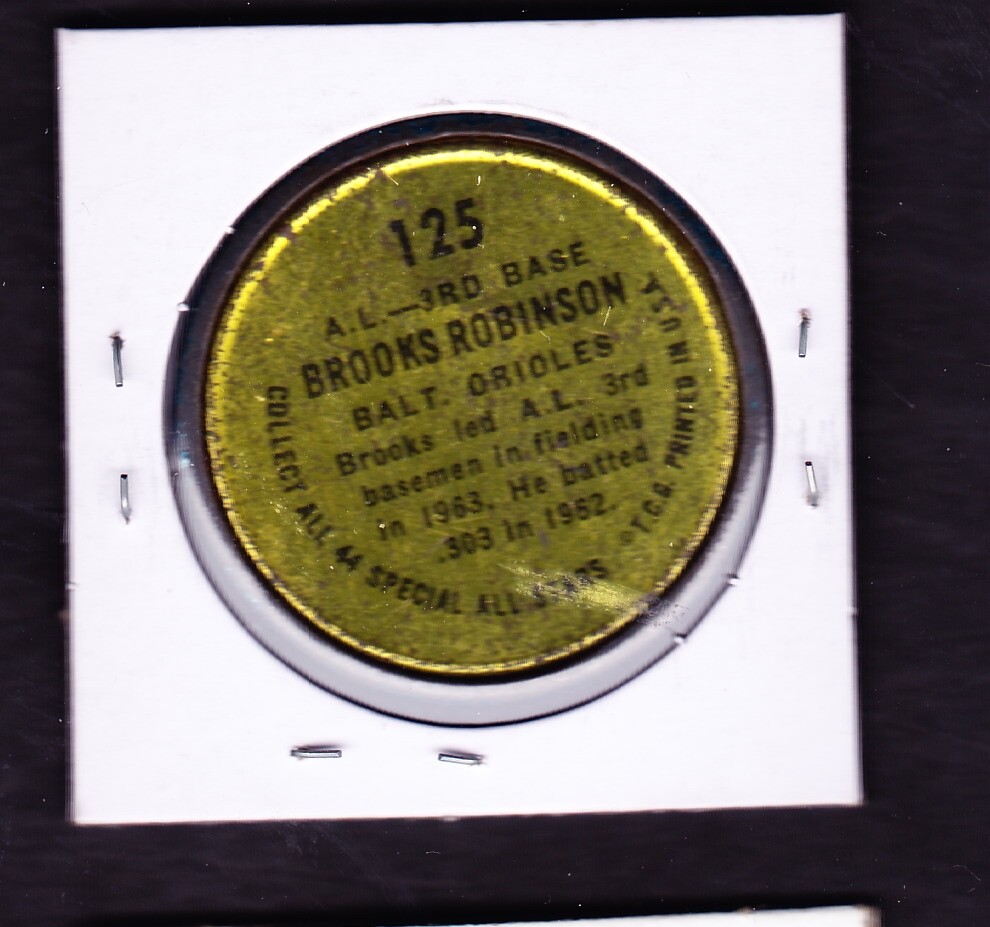 125
A.L.—3RD BASE
BROOKS ROBINSON
BALT. ORIOLES
Brooks led A.L. 3rd
basemen in fielding
in 1963. He batted
.303 in 1962.
COLLECT ALL 44 SPECIAL ALL STARS
©T.C.G. PRINTED IN U.S.A.